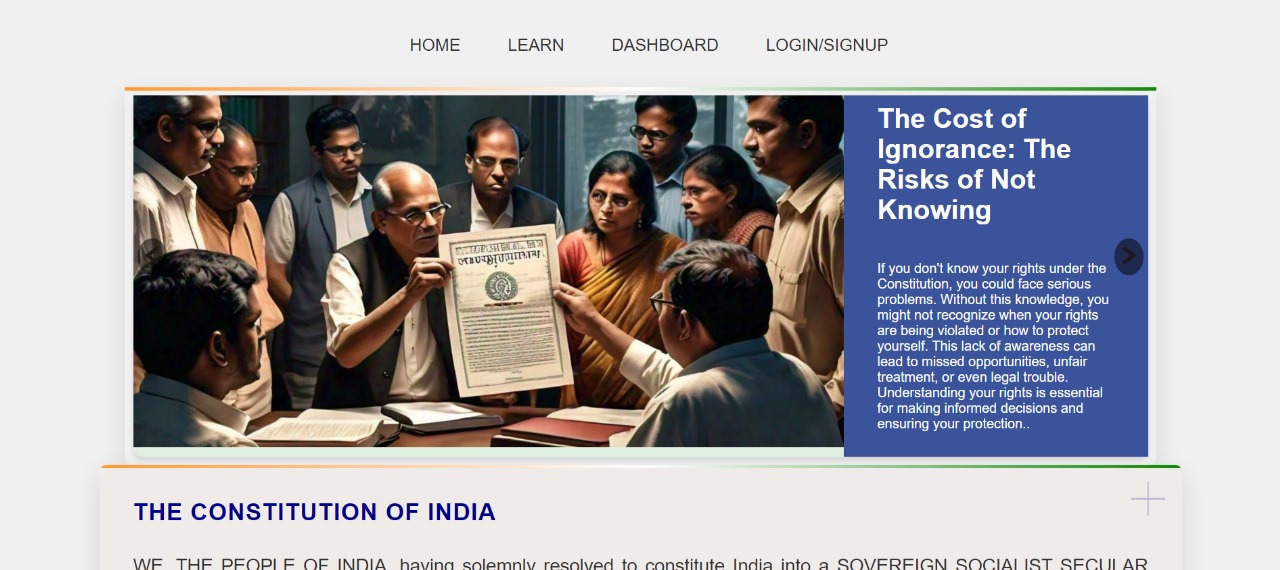 HOME LEARN DASHBOARD LOGIN/SIGNUP
The Cost of
Ignorance: The
Risks of Not
Knowing
If you don't know your rights under the
Constitution, you could face serious
problems. Without this knowledge, you
might not recognize when your rights
are being violated or how to protect
yourself. This lack of awareness can
lead to missed opportunities, unfair
treatment, or even legal trouble.
Understanding your rights is essential
for making informed decisions and
ensuring your protection..
THE CONSTITUTION OF INDIA
WE, THE PEOPLE OF INDIA, having solemnly resolved to constitute India into a SOVEREIGN SOCIALIST SECULAR